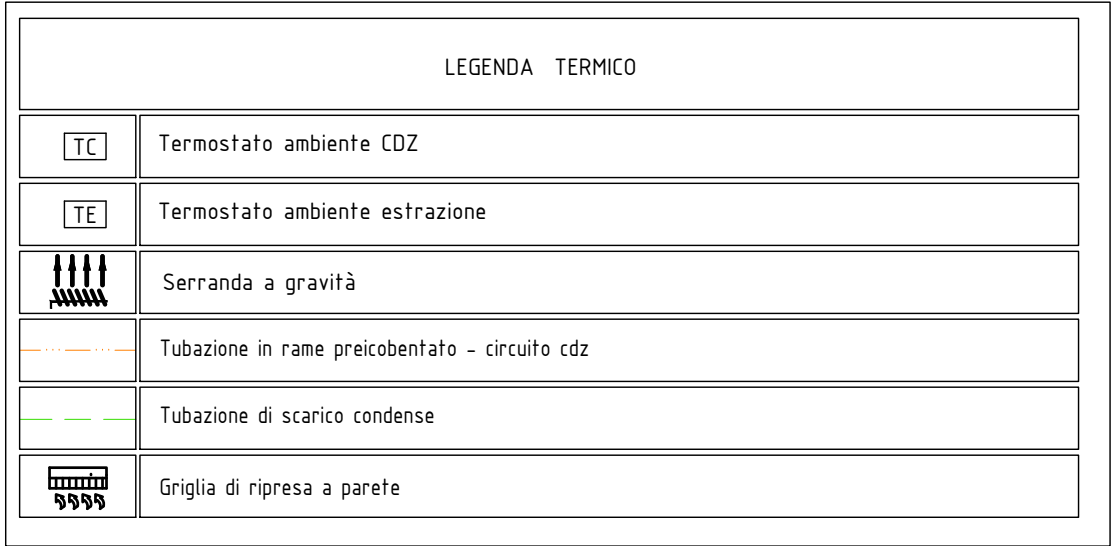 LEGENDA TERMICO
TC
Termostato ambiente CDZ
TE
Termostato ambiente estrazione
Serranda a gravità
Tubazione in rame preicobentato - circuito cdz
Tubazione di scarico condense
Griglia di ripresa a parete